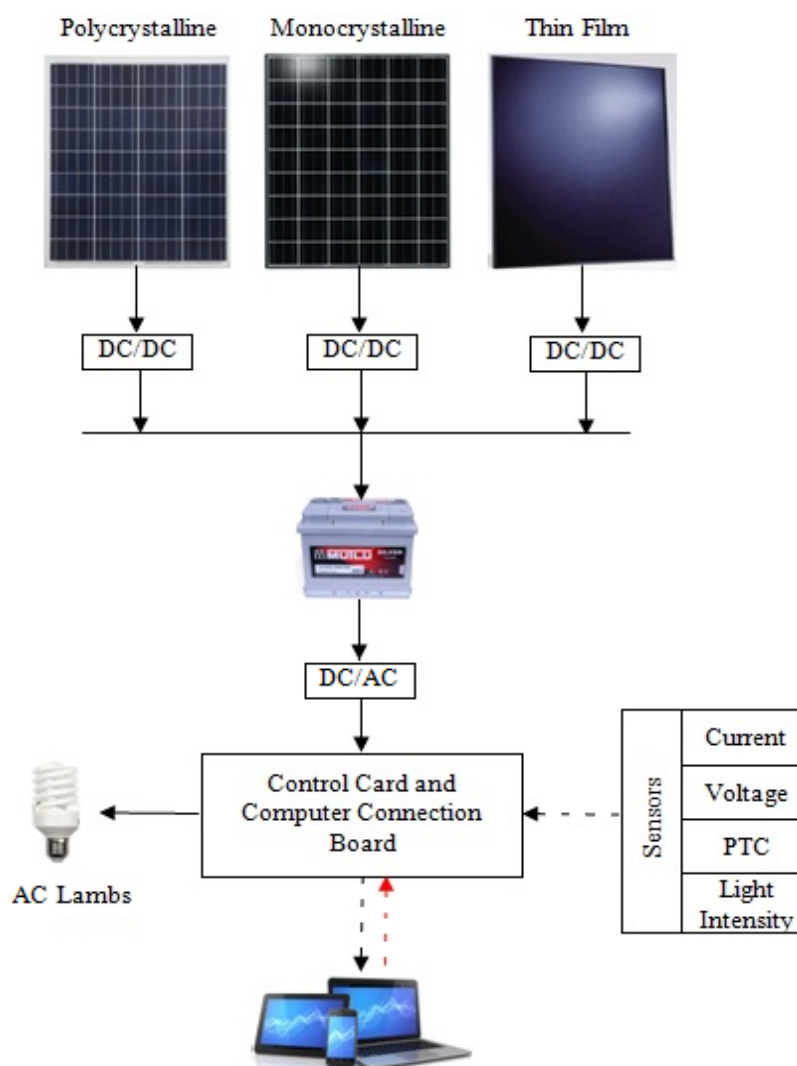 Polycrystalline Monocrystalline Thin Film
DC/DC DC/DC DC/DC
MUTLU SILVER
DC/AC
Control Card and
Computer Connection
Board
AC Lambs
Sensors
Current
Voltage
PTC
Light
Intensity